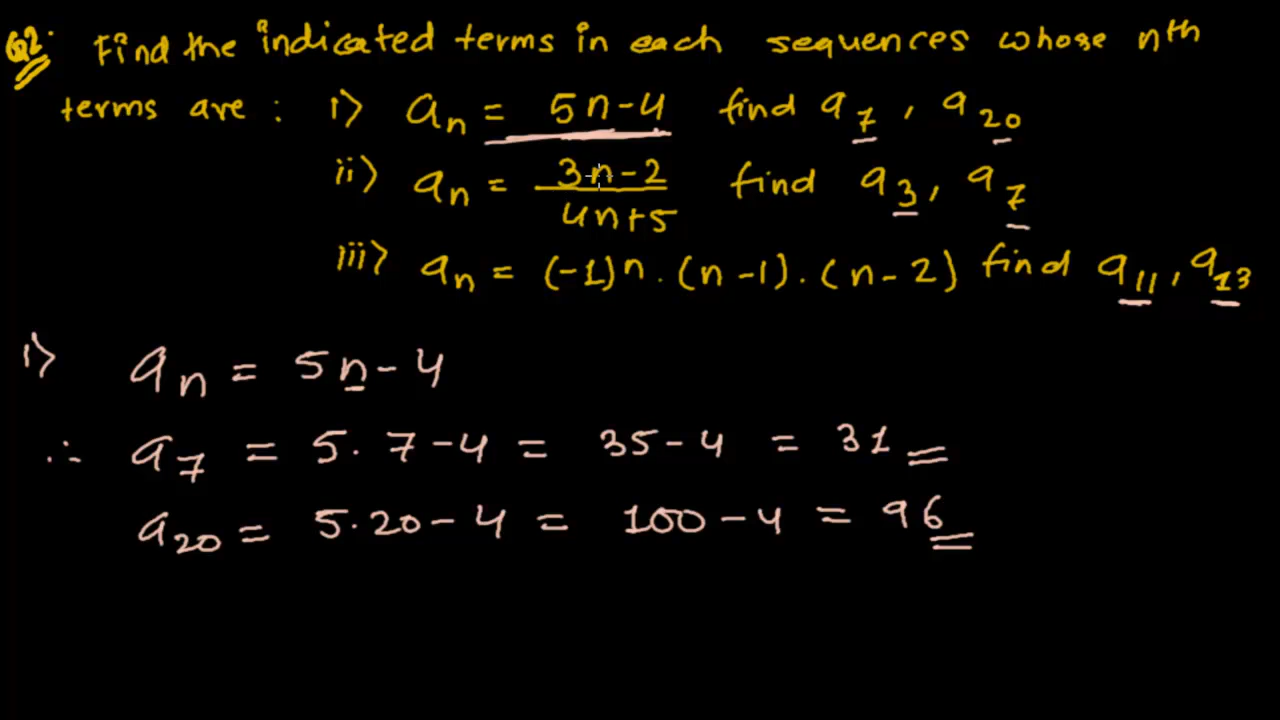 Q2. Find the indicated terms in each sequences whose nth
terms are : i) aₙ = 5n-4 find a₇, a₂₀
ii) aₙ = (3n-2)/(4n+5) find a₃, a₇
iii) aₙ = (-1)ⁿ.(n-1).(n-2) find a₁₁, a₁₃
i) aₙ = 5n-4
∴ a₇ = 5.7-4 = 35-4 = 31
a₂₀ = 5.20-4 = 100-4 = 96